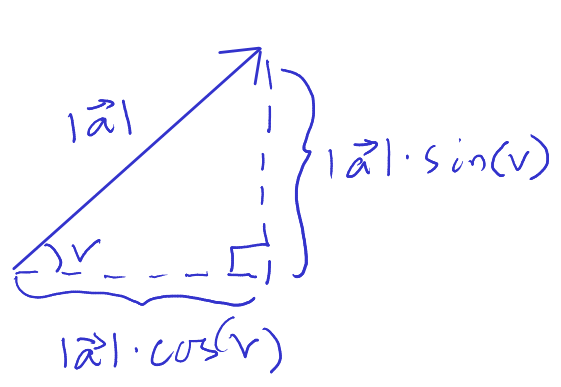 |a⃗|
|a⃗| · sin(v)
v
|a⃗| · cos(v)